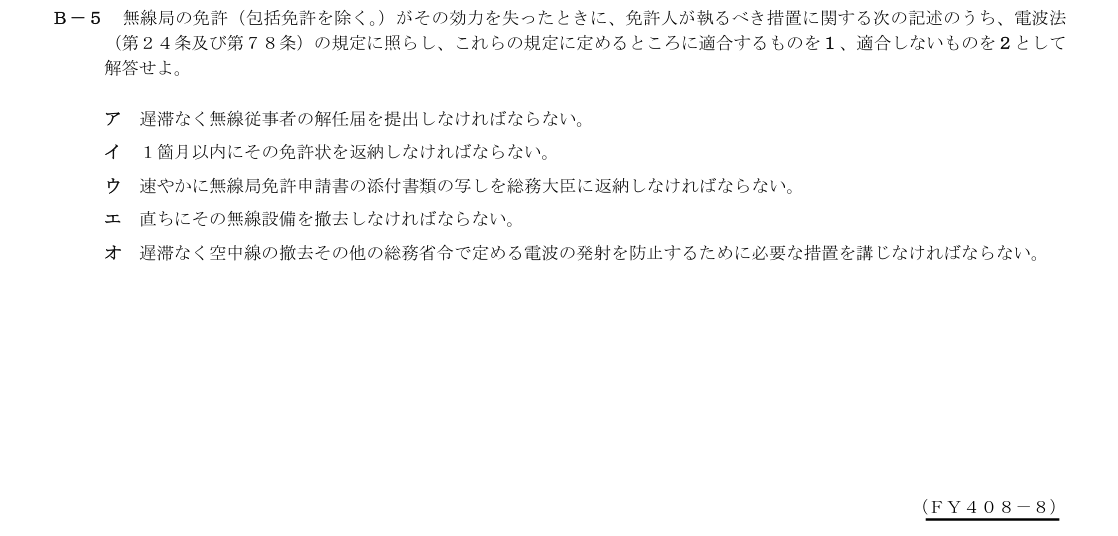 Ｂ－５　無線局の免許（包括免許を除く。）がその効力を失ったときに、免許人が執るべき措置に関する次の記述のうち、電波法
（第２４条及び第７８条）の規定に照らし、これらの規定に定めるところに適合するものを１、適合しないものを２として
解答せよ。
ア　遅滞なく無線従事者の解任届を提出しなければならない。
イ　１箇月以内にその免許状を返納しなければならない。
ウ　速やかに無線局免許申請書の添付書類の写しを総務大臣に返納しなければならない。
エ　直ちにその無線設備を撤去しなければならない。
オ　遅滞なく空中線の撤去その他の総務省令で定める電波の発射を防止するために必要な措置を講じなければならない。
（ＦＹ４０８－８）